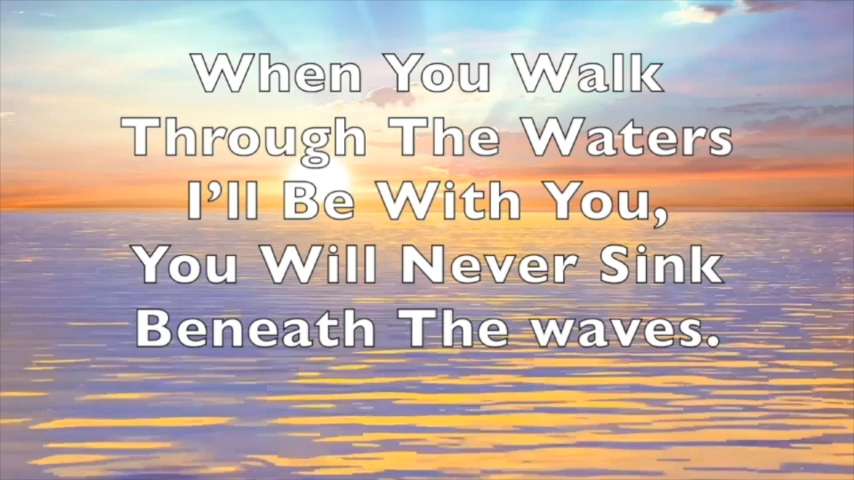 When You Walk
Through The Waters
I’ll Be With You,
You Will Never Sink
Beneath The waves.